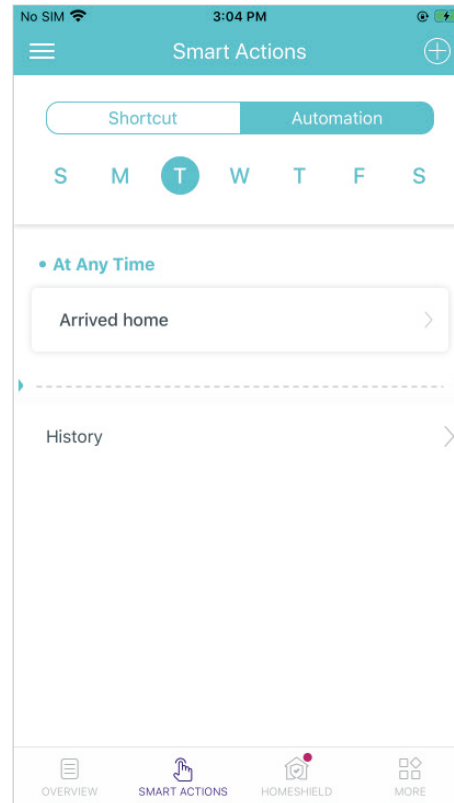 No SIM 3:04 PM
Smart Actions
Shortcut Automation
S M T W T F S
• At Any Time
Arrived home
History
OVERVIEW SMART ACTIONS HOMESHIELD MORE